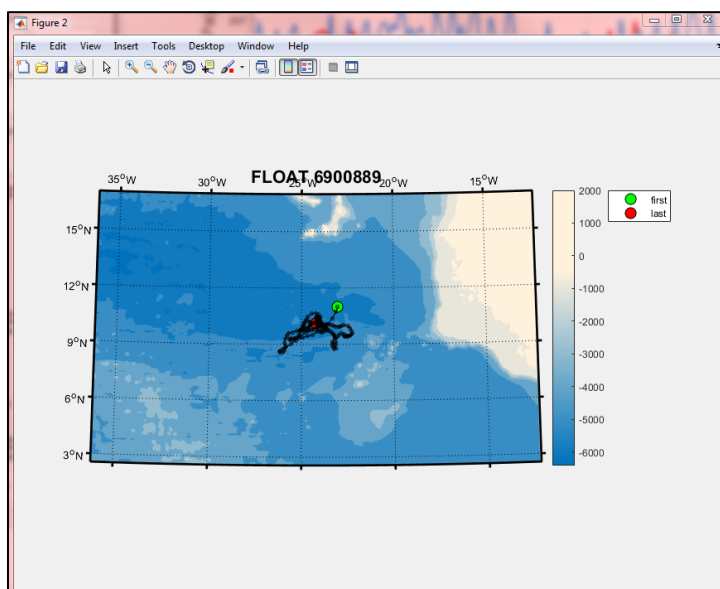 Figure 2
File Edit View Insert Tools Desktop Window Help
FLOAT 6900889
35°W 30°W 25°W 20°W 15°W
15°N
12°N
9°N
6°N
3°N
2000
1000
0
-1000
-2000
-3000
-4000
-5000
-6000
first
last